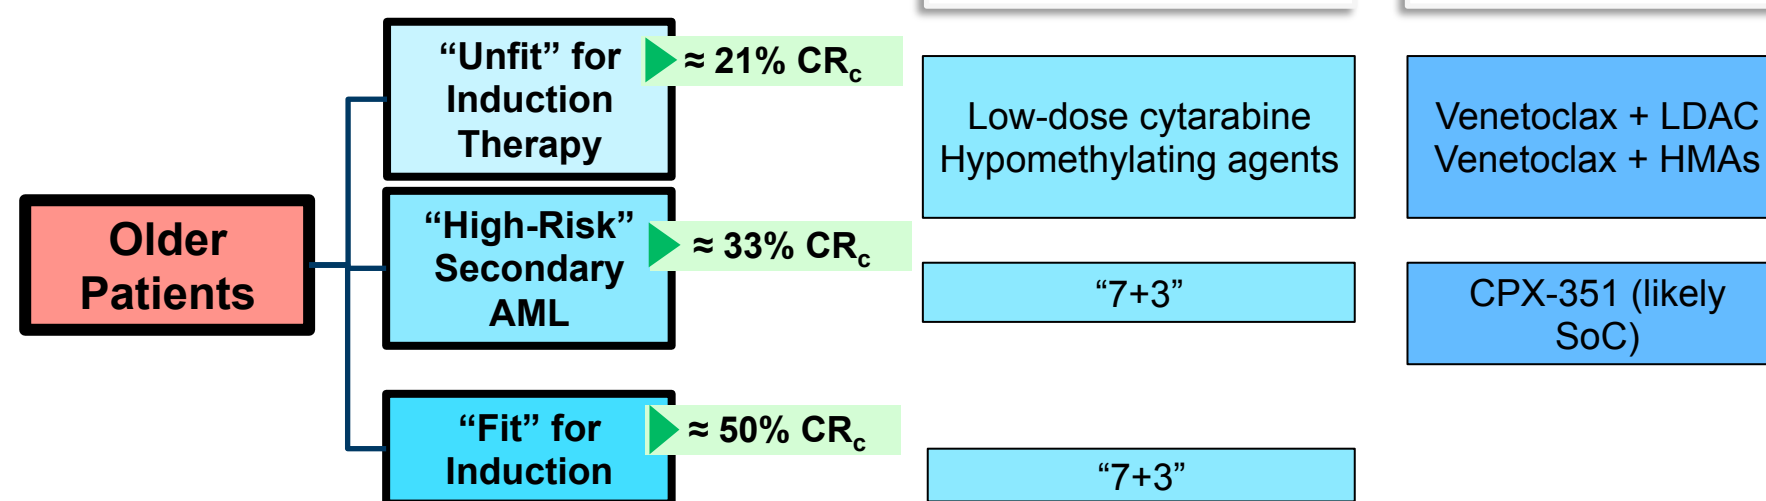 Older
Patients
“Unfit” for
Induction
Therapy
≈ 21% CRc
Low-dose cytarabine
Hypomethylating agents
Venetoclax + LDAC
Venetoclax + HMAs
“High-Risk”
Secondary
AML
≈ 33% CRc
“7+3”
CPX-351 (likely
SoC)
“Fit” for
Induction
≈ 50% CRc
“7+3”